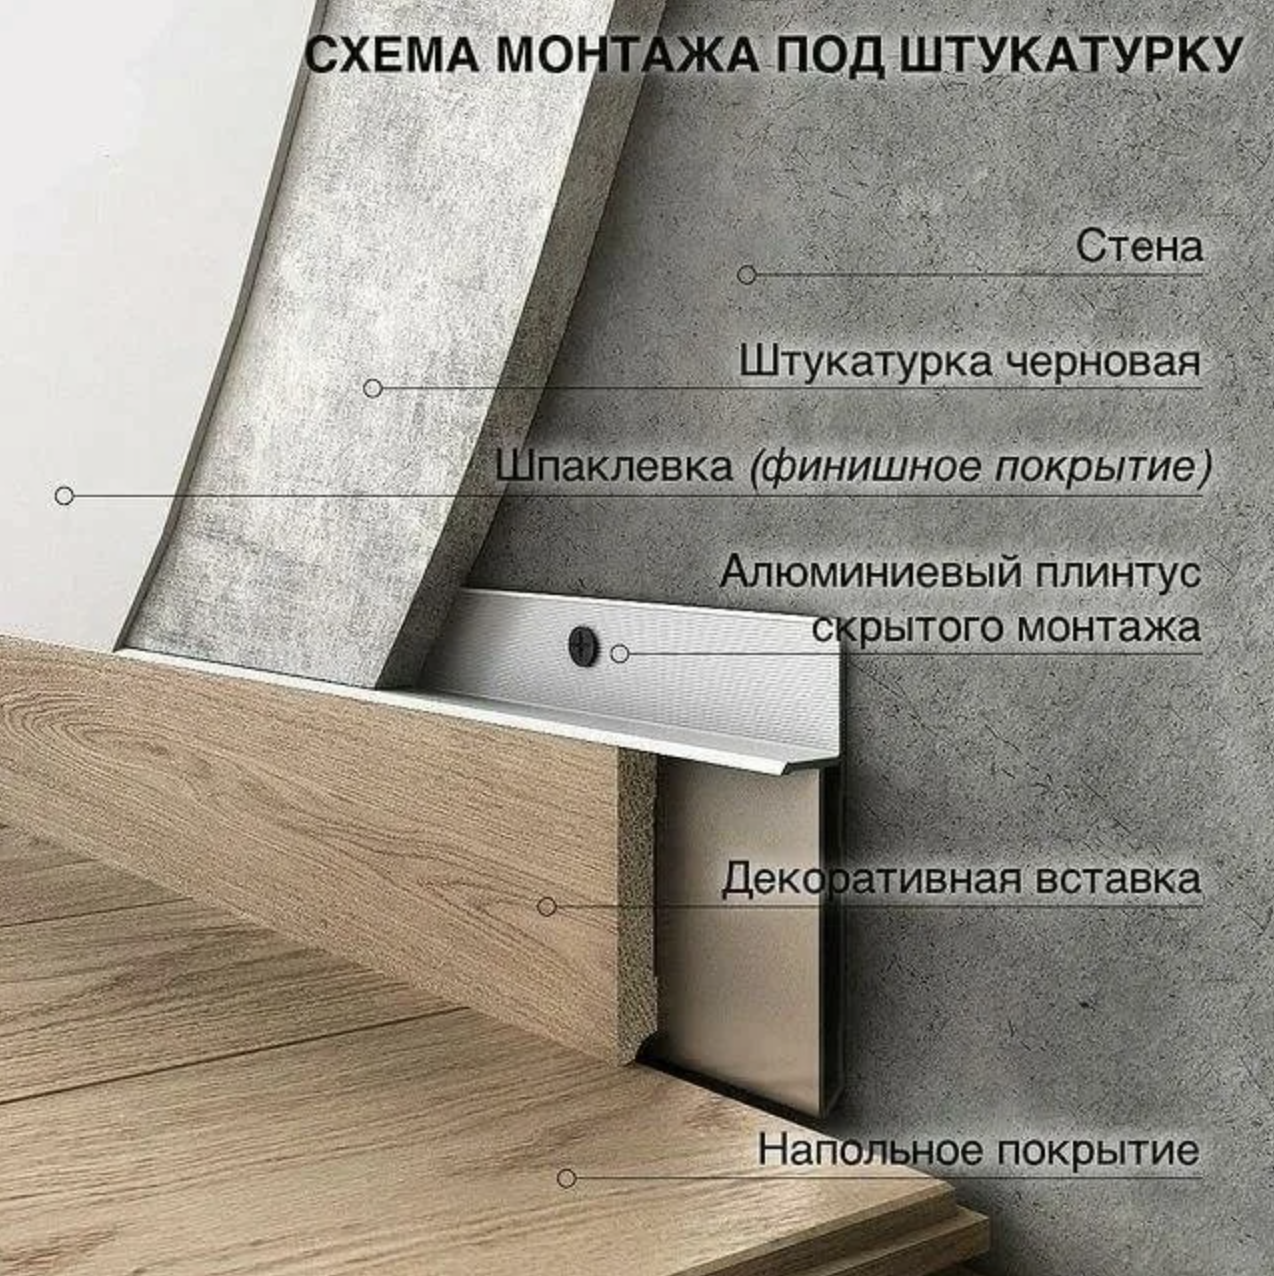 СХЕМА МОНТАЖА ПОД ШТУКАТУРКУ
Стена
Штукатурка черновая
Шпаклевка (финишное покрытие)
Алюминиевый плинтус
скрытого монтажа
Декоративная вставка
Напольное покрытие